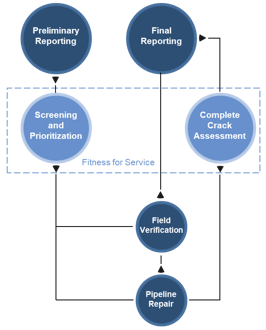 Preliminary
Reporting
Final
Reporting
Screening
and
Prioritization
Complete
Crack
Assessment
Fitness for Service
Field
Verification
Pipeline
Repair